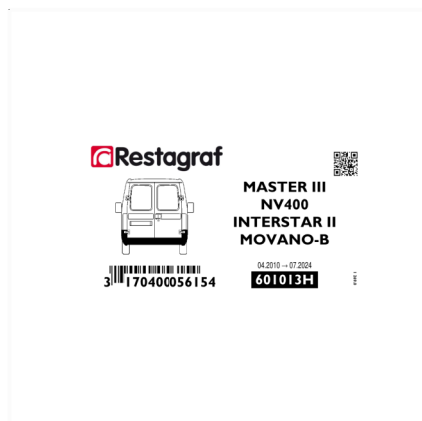 Restagraf
MASTER III
NV400
INTERSTAR II
MOVANO-B
04.2010 → 07.2024
601013H
3 170400056154